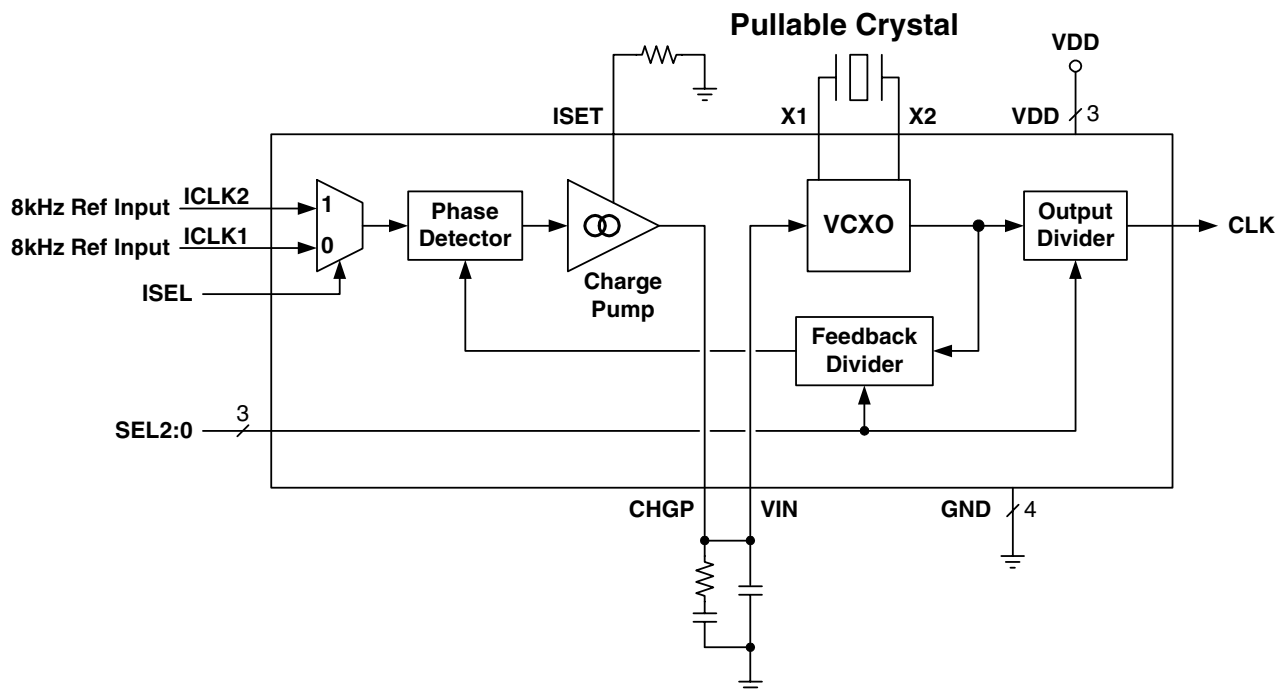 Pullable Crystal
VDD
ISET
X1
X2
VDD
3
8kHz Ref Input
ICLK2
1
8kHz Ref Input
ICLK1
0
Phase
Detector
Charge
Pump
VCXO
Output
Divider
CLK
ISEL
Feedback
Divider
SEL2:0
3
CHGP
VIN
GND
4